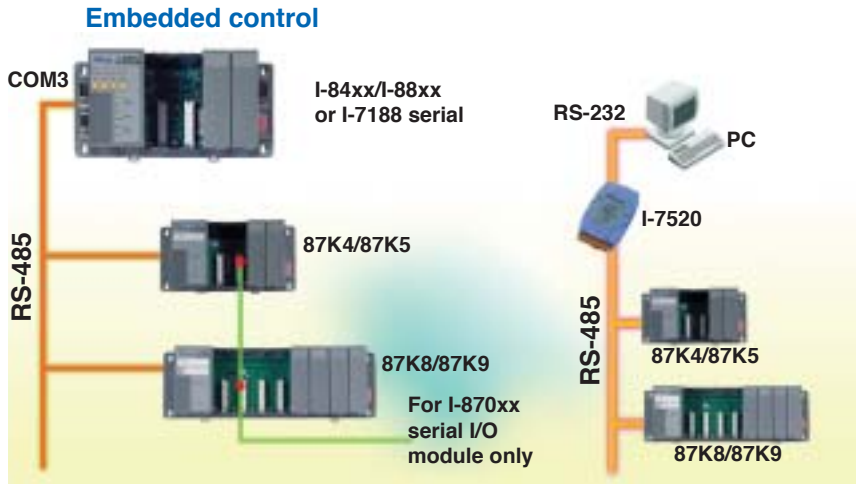 Embedded control
COM3
I-84xx/I-88xx
or I-7188 serial
RS-485
87K4/87K5
87K8/87K9
For I-870xx
serial I/O
module only
RS-232
PC
I-7520
RS-485
87K4/87K5
87K8/87K9